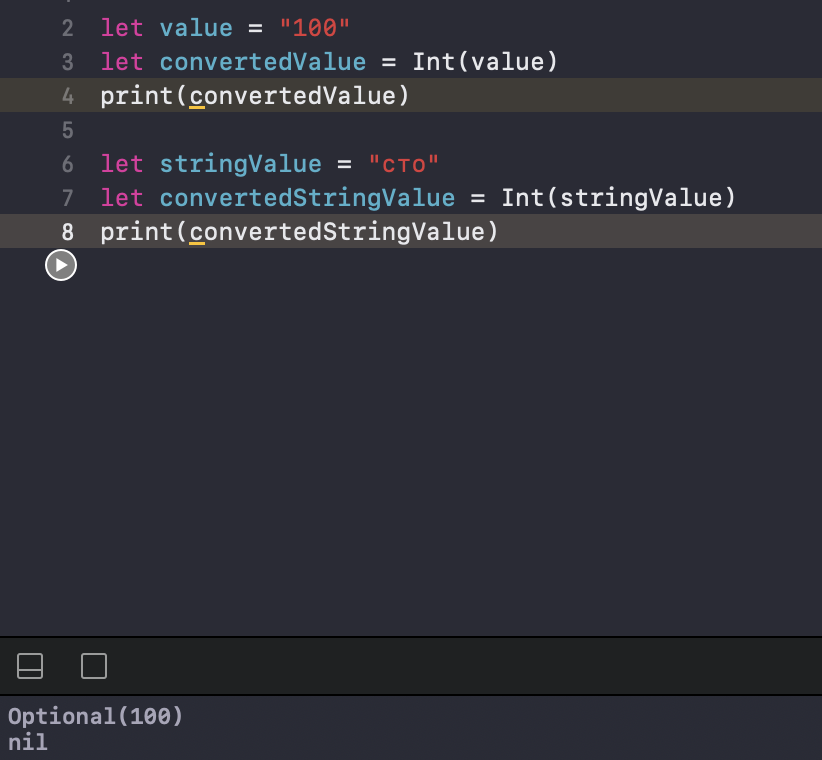 2 let value = "100"
3 let convertedValue = Int(value)
4 print(convertedValue)
5
6 let stringValue = "сто"
7 let convertedStringValue = Int(stringValue)
8 print(convertedStringValue)
Optional(100)
nil